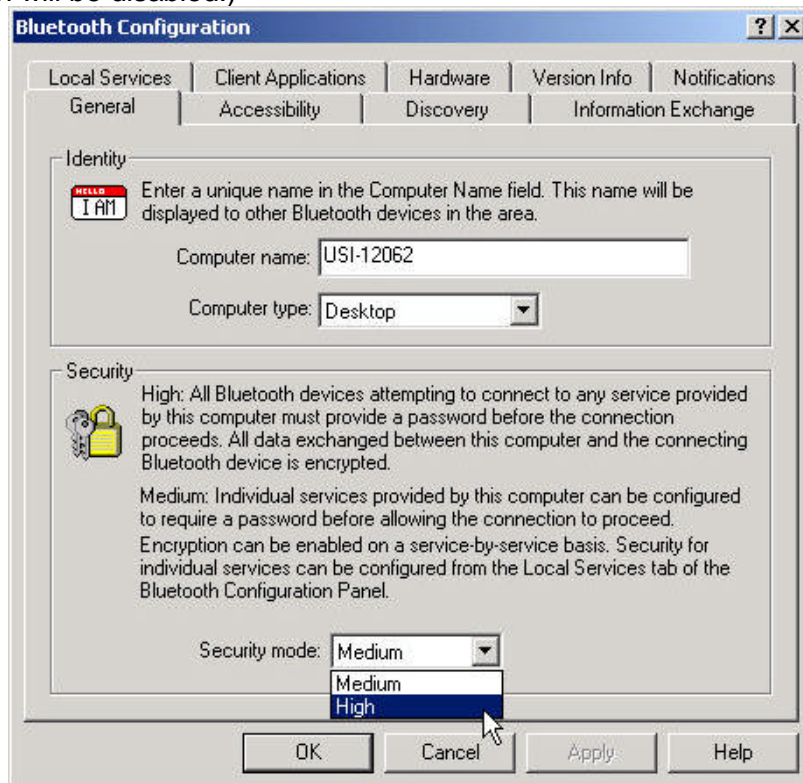 will be disabled.)
Bluetooth Configuration
Local Services Client Applications Hardware Version Info Notifications
General Accessibility Discovery Information Exchange
Identity
HELLO
I AM
Enter a unique name in the Computer Name field. This name will be
displayed to other Bluetooth devices in the area.
Computer name: USI-12062
Computer type: Desktop
Security
High: All Bluetooth devices attempting to connect to any service provided
by this computer must provide a password before the connection
proceeds. All data exchanged between this computer and the connecting
Bluetooth device is encrypted.
Medium: Individual services provided by this computer can be configured
to require a password before allowing the connection to proceed.
Encryption can be enabled on a service-by-service basis. Security for
individual services can be configured from the Local Services tab of the
Bluetooth Configuration Panel.
Security mode: Medium
Medium
High
OK Cancel Apply Help